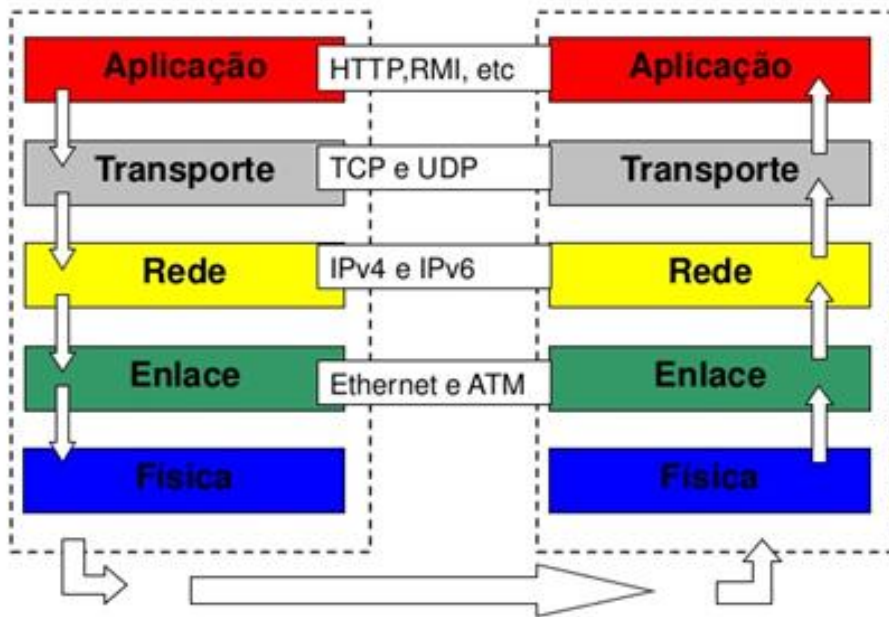 Aplicação
HTTP,RMI, etc
Aplicação
Transporte
TCP e UDP
Transporte
Rede
IPv4 e IPv6
Rede
Enlace
Ethernet e ATM
Enlace
Física
Física